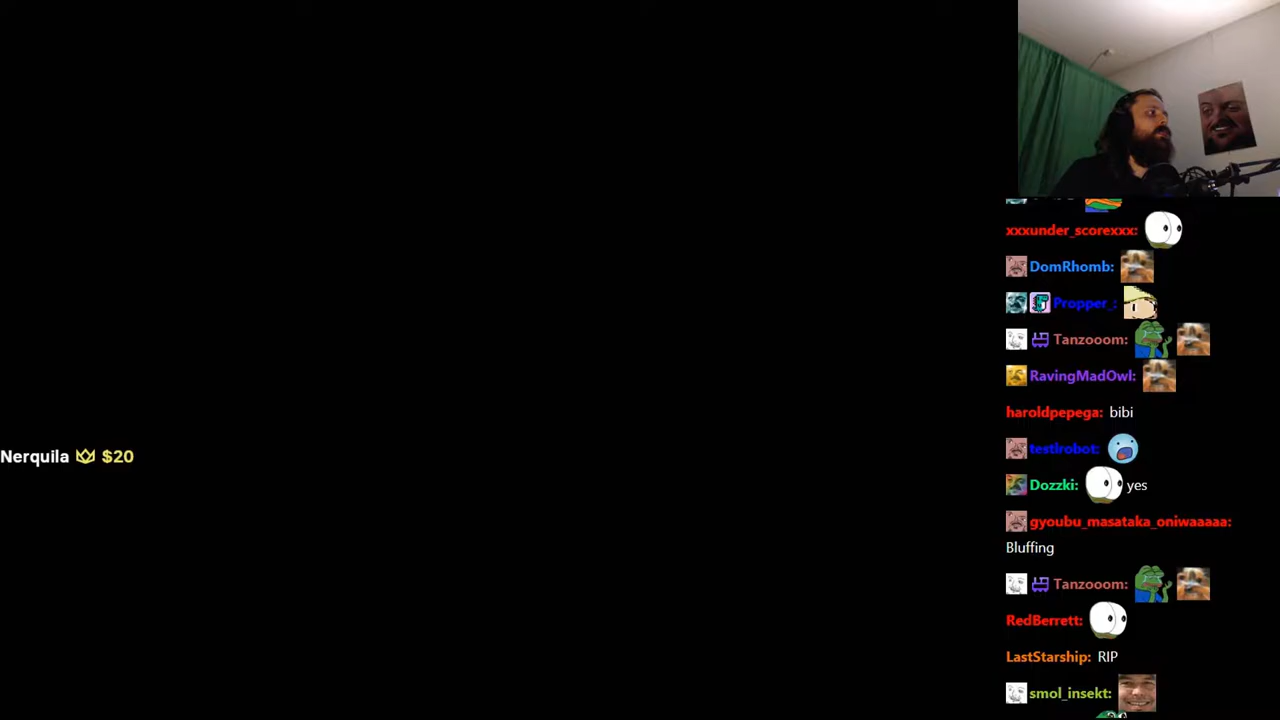 xxxunder_scorexxx:
DomRhomb:
Propper_:
Tanzooom:
RavingMadOwl:
haroldpepega: bibi
testlrobot:
Nerquila $20
Dozzki: yes
gyoubu_masataka_oniwaaaaa:
Bluffing
Tanzooom:
RedBerrett:
LastStarship: RIP
smol_insekt: